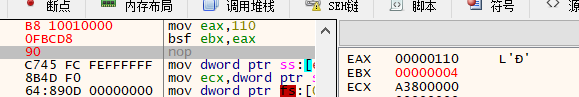 断点 内存布局 调用堆栈 SEH链 脚本 符号
B8 10010000 mov eax,110
0FBCD8 bsf ebx,eax
90 nop
C745 FC FEFFFFFF mov dword ptr ss:[
8B4D F0 mov ecx,dword ptr
64:890D 00000000 mov dword ptr fs:[
EAX 00000110 L'Đ'
EBX 00000004
ECX A3800000